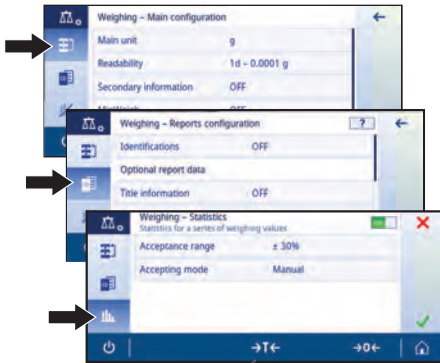 Weighing – Main configuration
Main unit g
Readability 1d – 0.0001 g
Secondary information OFF
MinWeigh OFF
Weighing – Reports configuration ?
Identifications OFF
Optional report data
Title information OFF
Weighing – Statistics
Statistics for a series of weighing values
Acceptance range ± 30%
Accepting mode Manual
→T← →0←